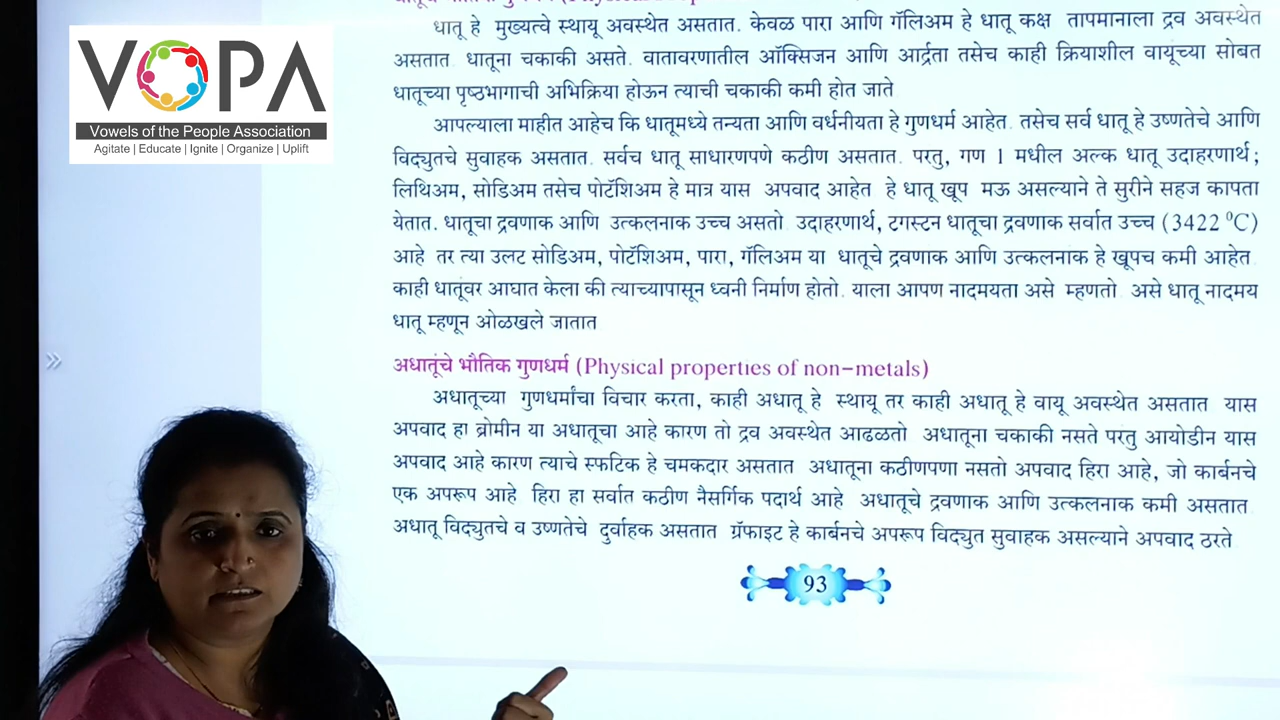 VOPA
Vowels of the People Association
Agitate | Educate | Ignite | Organize | Uplift
धातू हे मुख्यत्वे स्थायू अवस्थेत असतात. केवळ पारा आणि गॅलिअम हे धातू कक्ष तापमानाला द्रव अवस्थेत
असतात. धातूना चकाकी असते. वातावरणातील ऑक्सिजन आणि आर्द्रता तसेच काही क्रियाशील वायूच्या सोबत
धातूच्या पृष्ठभागाची अभिक्रिया होऊन त्याची चकाकी कमी होत जाते
आपल्याला माहीत आहेच कि धातूमध्ये तन्यता आणि वर्धनीयता हे गुणधर्म आहेत. तसेच सर्व धातू हे उष्णतेचे आणि
विद्युतचे सुवाहक असतात. सर्वच धातू साधारणपणे कठीण असतात. परतु, गण 1 मधील अल्क धातू उदाहरणार्थ;
लिथिअम, सोडिअम तसेच पोटॅशिअम हे मात्र यास अपवाद आहेत हे धातू खूप मऊ असल्याने ते सुरीने सहज कापता
येतात. धातूचा द्रवणाक आणि उत्कलनाक उच्च असतो उदाहरणार्थ, टगस्टन धातूचा द्रवणाक सर्वात उच्च (3422 ⁰C)
आहे तर त्या उलट सोडिअम, पोटॅशिअम, पारा, गॅलिअम या धातूचे द्रवणाक आणि उत्कलनाक हे खूपच कमी आहेत
काही धातूंवर आघात केला की त्याच्यापासून ध्वनी निर्माण होतो. याला आपण नादमयता असे म्हणतो असे धातू नादमय
धातू म्हणून ओळखले जातात
अधातूंचे भौतिक गुणधर्म (Physical properties of non-metals)
अधातूच्या गुणधर्मांचा विचार करता, काही अधातू हे स्थायू तर काही अधातू हे वायू अवस्थेत असतात यास
अपवाद हा ब्रोमीन या अधातूचा आहे कारण तो द्रव अवस्थेत आढळतो अधातूना चकाकी नसते परतु आयोडीन यास
अपवाद आहे कारण त्याचे स्फटिक हे चमकदार असतात अधातूना कठीणपणा नसतो अपवाद हिरा आहे, जो कार्बनचे
एक अपरूप आहे हिरा हा सर्वात कठीण नैसर्गिक पदार्थ आहे अधातूचे द्रवणाक आणि उत्कलनाक कमी असतात
अधातू विद्युतचे व उष्णतेचे दुर्वाहक असतात ग्रॅफाइट हे कार्बनचे अपरूप विद्युत सुवाहक असल्याने अपवाद ठरते
93